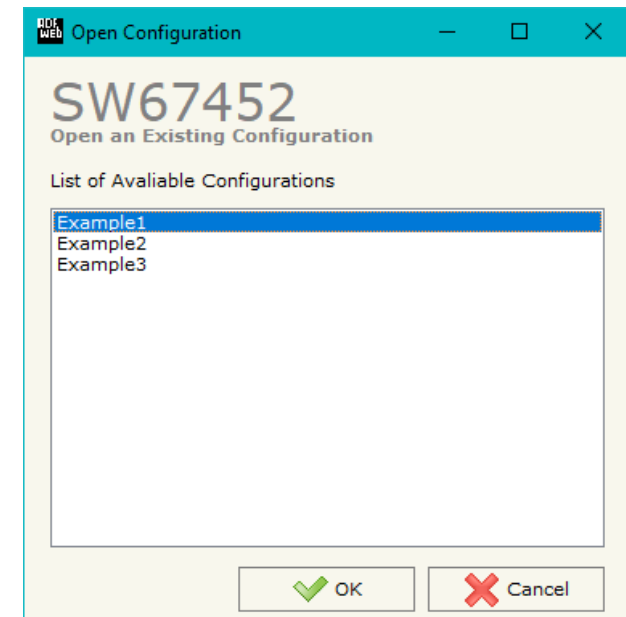 ADF
WEB Open Configuration
SW67452
Open an Existing Configuration
List of Avaliable Configurations
Example1
Example2
Example3
OK Cancel